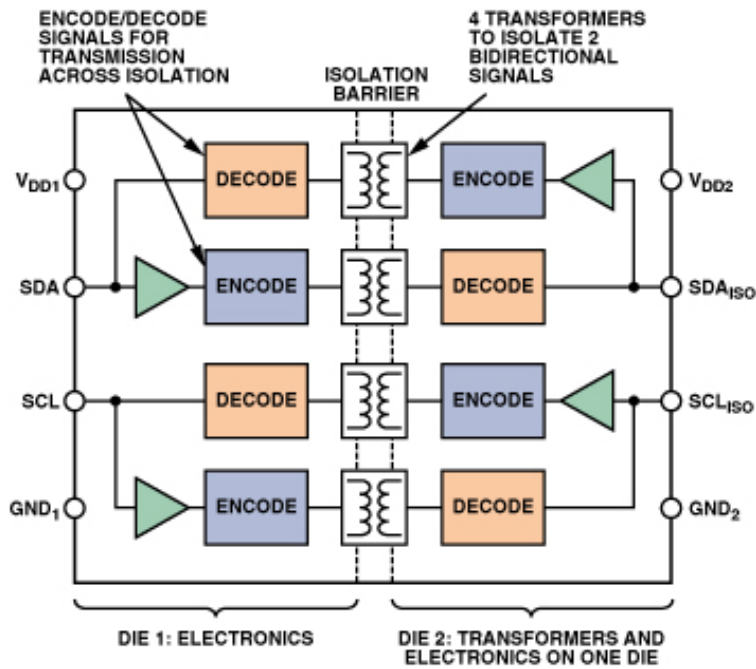 ENCODE/DECODE
SIGNALS FOR
TRANSMISSION
ACROSS ISOLATION
ISOLATION
BARRIER
4 TRANSFORMERS
TO ISOLATE 2
BIDIRECTIONAL
SIGNALS
VDD1
DECODE
ENCODE
VDD2
SDA
ENCODE
DECODE
SDAISO
SCL
DECODE
ENCODE
SCLISO
GND1
ENCODE
DECODE
GND2
DIE 1: ELECTRONICS
DIE 2: TRANSFORMERS AND
ELECTRONICS ON ONE DIE